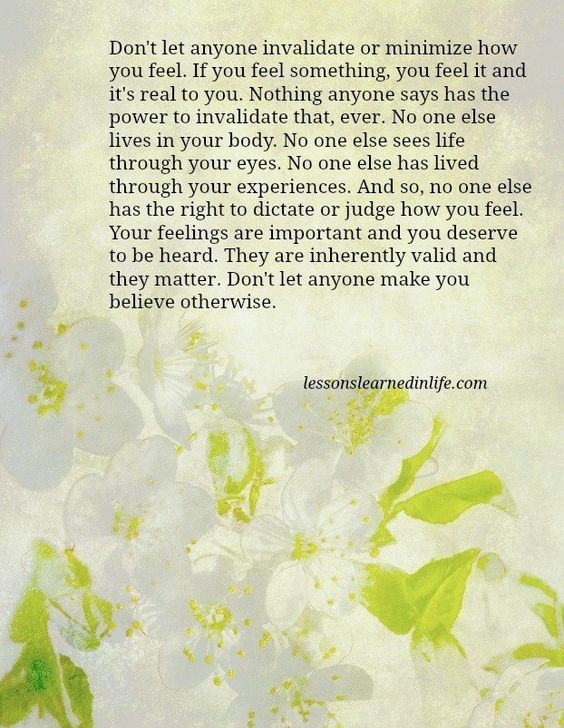 Don't let anyone invalidate or minimize how
you feel. If you feel something, you feel it and
it's real to you. Nothing anyone says has the
power to invalidate that, ever. No one else
lives in your body. No one else sees life
through your eyes. No one else has lived
through your experiences. And so, no one else
has the right to dictate or judge how you feel.
Your feelings are important and you deserve
to be heard. They are inherently valid and
they matter. Don't let anyone make you
believe otherwise.
lessonslearnedinlife.com